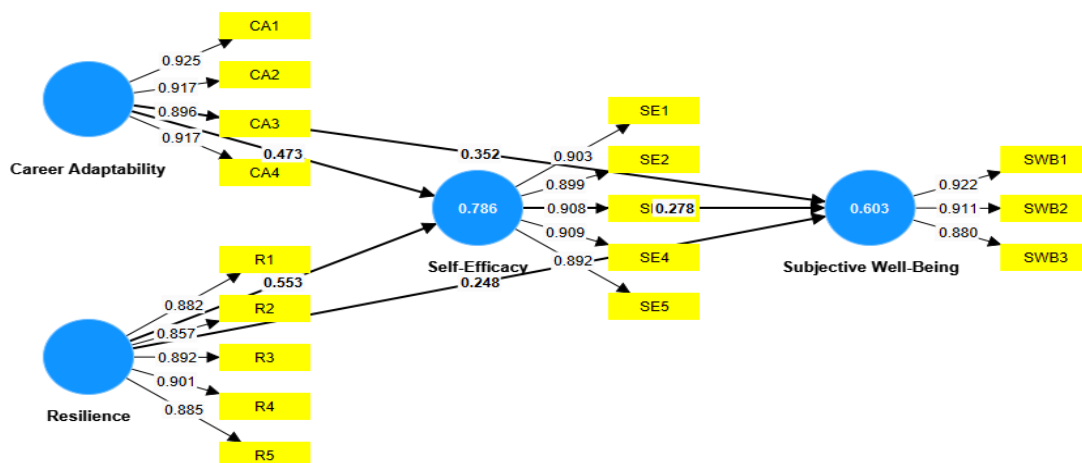 CA1
0.925
CA2
0.917
0.896
CA3
0.917
Career Adaptability
0.473
CA4
0.352
SE1
0.903
SE2
0.899
SWB1
0.922
0.786
0.908
0.278
0.603
0.911
SWB2
0.909
0.880
R1
Self-Efficacy
0.892
SE4
Subjective Well-Being
SWB3
0.553
0.248
0.882
R2
SE5
0.857
0.892
R3
0.901
R4
Resilience
0.885
R5